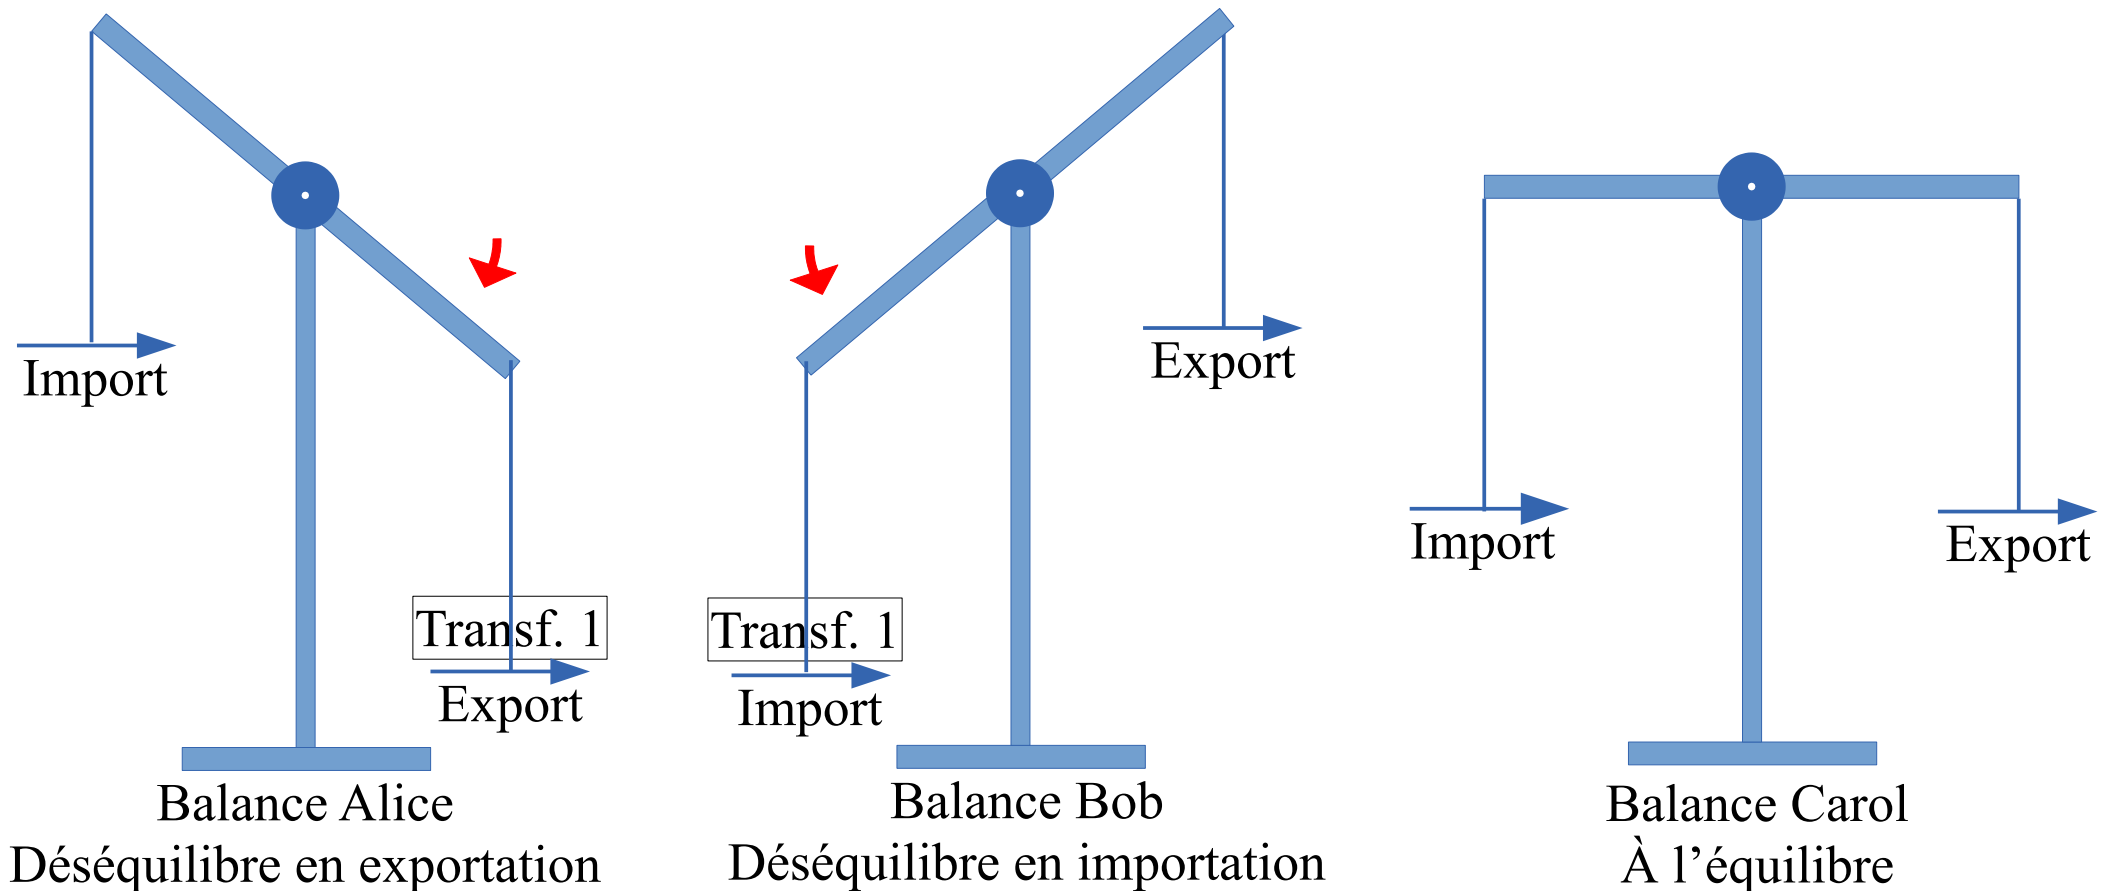 Import
Transf. 1
Export
Balance Alice
Déséquilibre en exportation
Export
Transf. 1
Import
Balance Bob
Déséquilibre en importation
Import
Export
Balance Carol
À l’équilibre